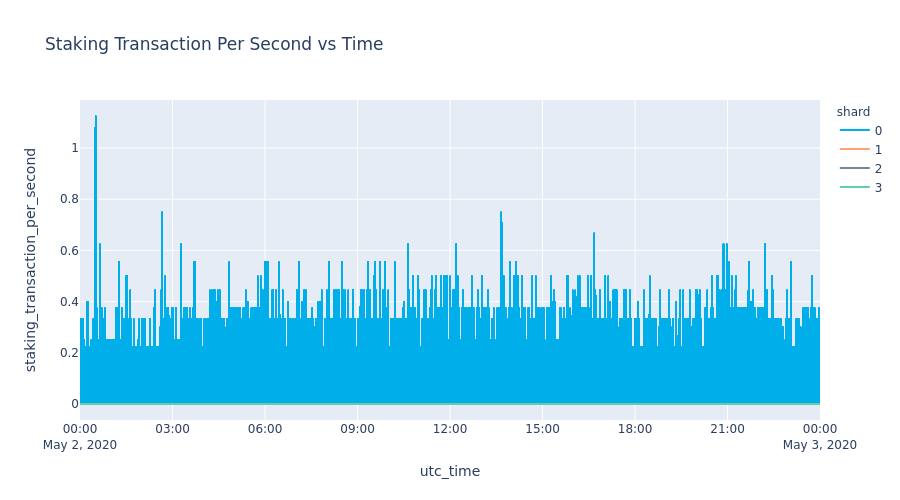 Staking Transaction Per Second vs Time
shard
0
1
2
3
1
0.8
0.6
0.4
0.2
0
staking_transaction_per_second
00:00 03:00 06:00 09:00 12:00 15:00 18:00 21:00 00:00
May 2, 2020 May 3, 2020
utc_time